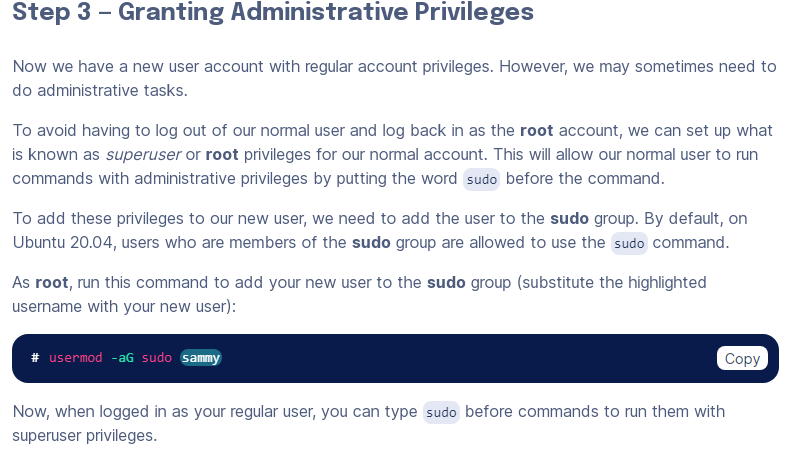 Step 3 — Granting Administrative Privileges
Now we have a new user account with regular account privileges. However, we may sometimes need to
do administrative tasks.
To avoid having to log out of our normal user and log back in as the root account, we can set up what
is known as superuser or root privileges for our normal account. This will allow our normal user to run
commands with administrative privileges by putting the word sudo before the command.
To add these privileges to our new user, we need to add the user to the sudo group. By default, on
Ubuntu 20.04, users who are members of the sudo group are allowed to use the sudo command.
As root, run this command to add your new user to the sudo group (substitute the highlighted
username with your new user):
# usermod -aG sudo sammy
Copy
Now, when logged in as your regular user, you can type sudo before commands to run them with
superuser privileges.